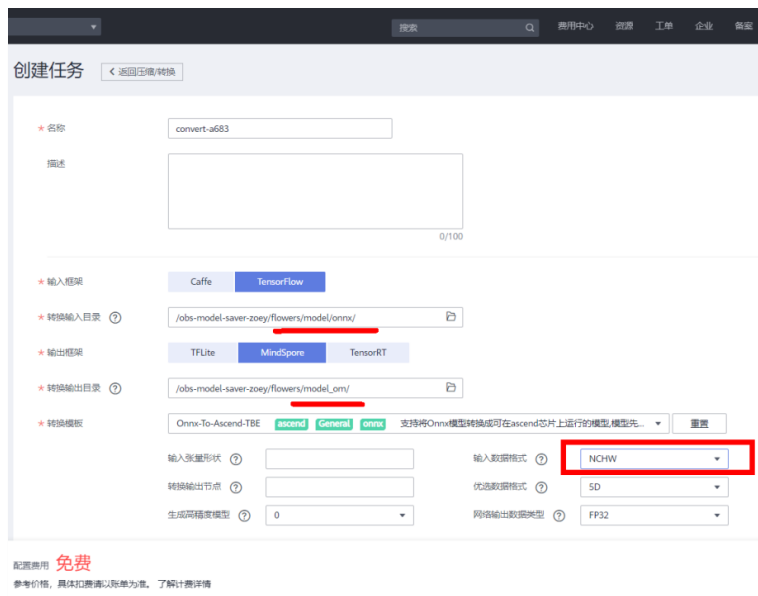 搜索 费用中心 资源 工单 企业 备案
创建任务 返回压缩/转换
* 名称 convert-a683
描述
0/100
* 输入框架 Caffe TensorFlow
* 转换输入目录 ? /obs-model-saver-zoey/flowers/model/onnx/
* 输出框架 TFLite MindSpore TensorRT
* 转换输出目录 ? /obs-model-saver-zoey/flowers/model_om/
* 转换模板 Onnx-To-Ascend-TBE ascend General onnx 支持将Onnx模型转换成可在ascend芯片上运行的模型,模型先... 重置
输入张量形状 ? 输入数据格式 ? NCHW
转换输出节点 ? 优选数据格式 ? 5D
生成高精度模型 ? 0 网络输出数据类型 ? FP32
配置费用 免费
参考价格，具体扣费请以账单为准。 了解计费详情